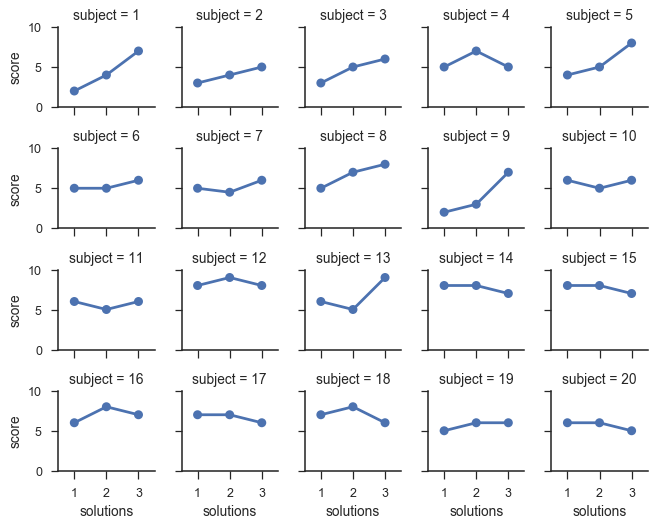 subject = 1 subject = 2 subject = 3 subject = 4 subject = 5
10
5
0
score
subject = 6 subject = 7 subject = 8 subject = 9 subject = 10
10
5
0
score
subject = 11 subject = 12 subject = 13 subject = 14 subject = 15
10
5
0
score
subject = 16 subject = 17 subject = 18 subject = 19 subject = 20
10
5
0
score
1 2 3 1 2 3 1 2 3 1 2 3 1 2 3
solutions solutions solutions solutions solutions